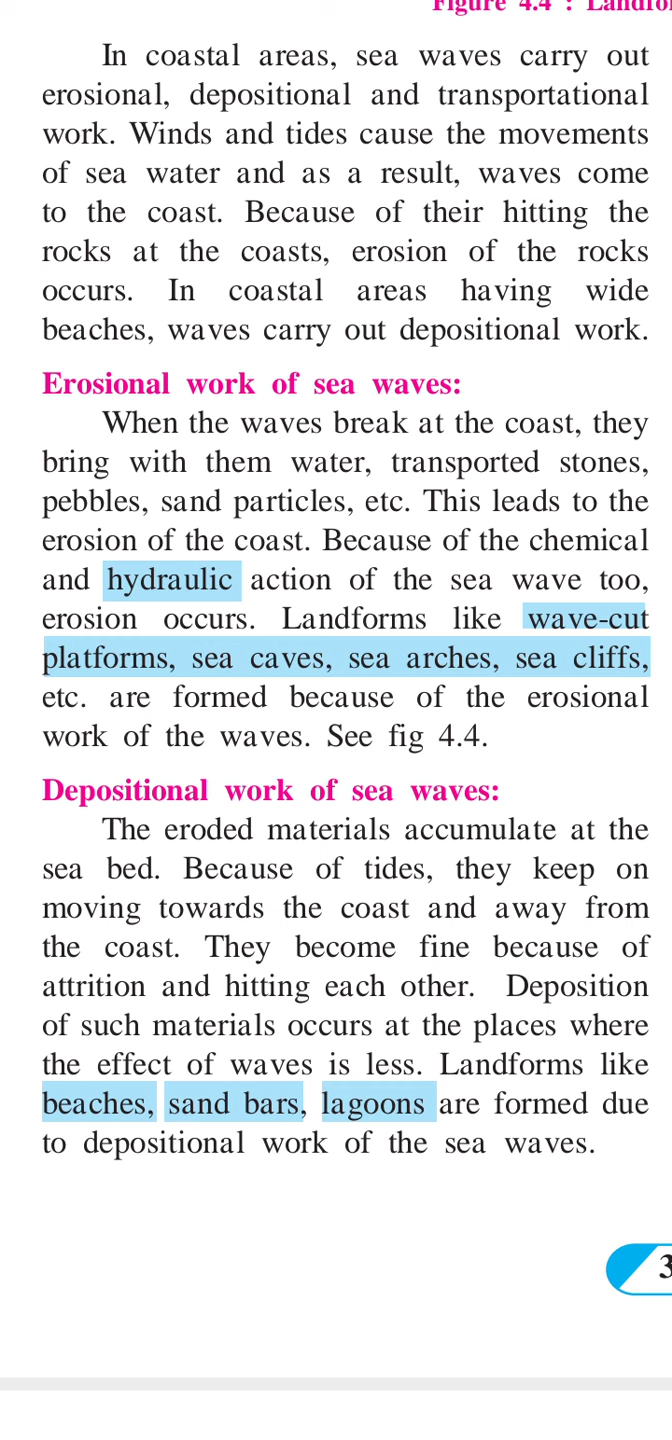 Figure 4.4 : Landfo
In coastal areas, sea waves carry out
erosional, depositional and transportational
work. Winds and tides cause the movements
of sea water and as a result, waves come
to the coast. Because of their hitting the
rocks at the coasts, erosion of the rocks
occurs. In coastal areas having wide
beaches, waves carry out depositional work.
Erosional work of sea waves:
When the waves break at the coast, they
bring with them water, transported stones,
pebbles, sand particles, etc. This leads to the
erosion of the coast. Because of the chemical
and hydraulic action of the sea wave too,
erosion occurs. Landforms like wave-cut
platforms, sea caves, sea arches, sea cliffs,
etc. are formed because of the erosional
work of the waves. See fig 4.4.
Depositional work of sea waves:
The eroded materials accumulate at the
sea bed. Because of tides, they keep on
moving towards the coast and away from
the coast. They become fine because of
attrition and hitting each other. Deposition
of such materials occurs at the places where
the effect of waves is less. Landforms like
beaches, sand bars, lagoons are formed due
to depositional work of the sea waves.
3